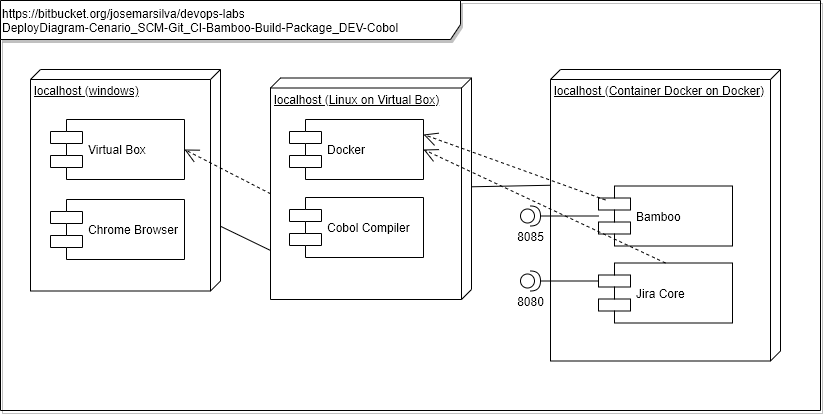 https://bitbucket.org/josemarsilva/devops-labs
DeployDiagram-Cenario_SCM-Git_CI-Bamboo-Build-Package_DEV-Cobol
localhost (windows)
Virtual Box
Chrome Browser
localhost (Linux on Virtual Box)
Docker
Cobol Compiler
localhost (Container Docker on Docker)
Bamboo
8085
Jira Core
8080